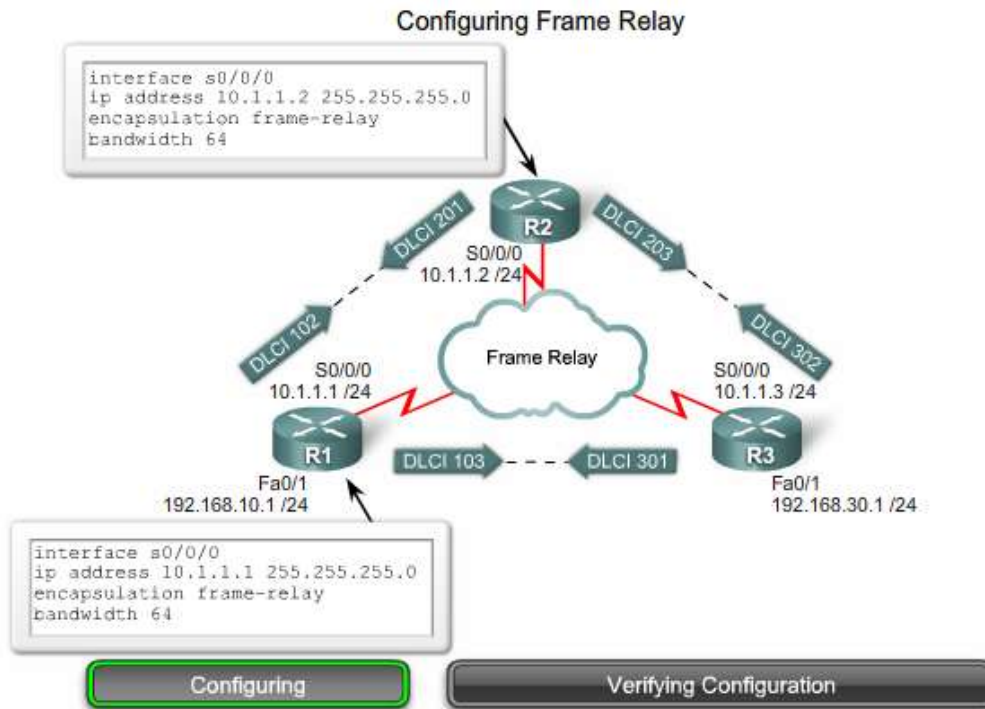 Configuring Frame Relay
interface s0/0/0
ip address 10.1.1.2 255.255.255.0
encapsulation frame-relay
bandwidth 64
R2
DLCI 201
DLCI 203
S0/0/0
10.1.1.2 /24
DLCI 102
DLCI 302
Frame Relay
S0/0/0
10.1.1.1 /24
S0/0/0
10.1.1.3 /24
R1
DLCI 103
DLCI 301
R3
Fa0/1
192.168.10.1 /24
Fa0/1
192.168.30.1 /24
interface s0/0/0
ip address 10.1.1.1 255.255.255.0
encapsulation frame-relay
bandwidth 64
Configuring
Verifying Configuration